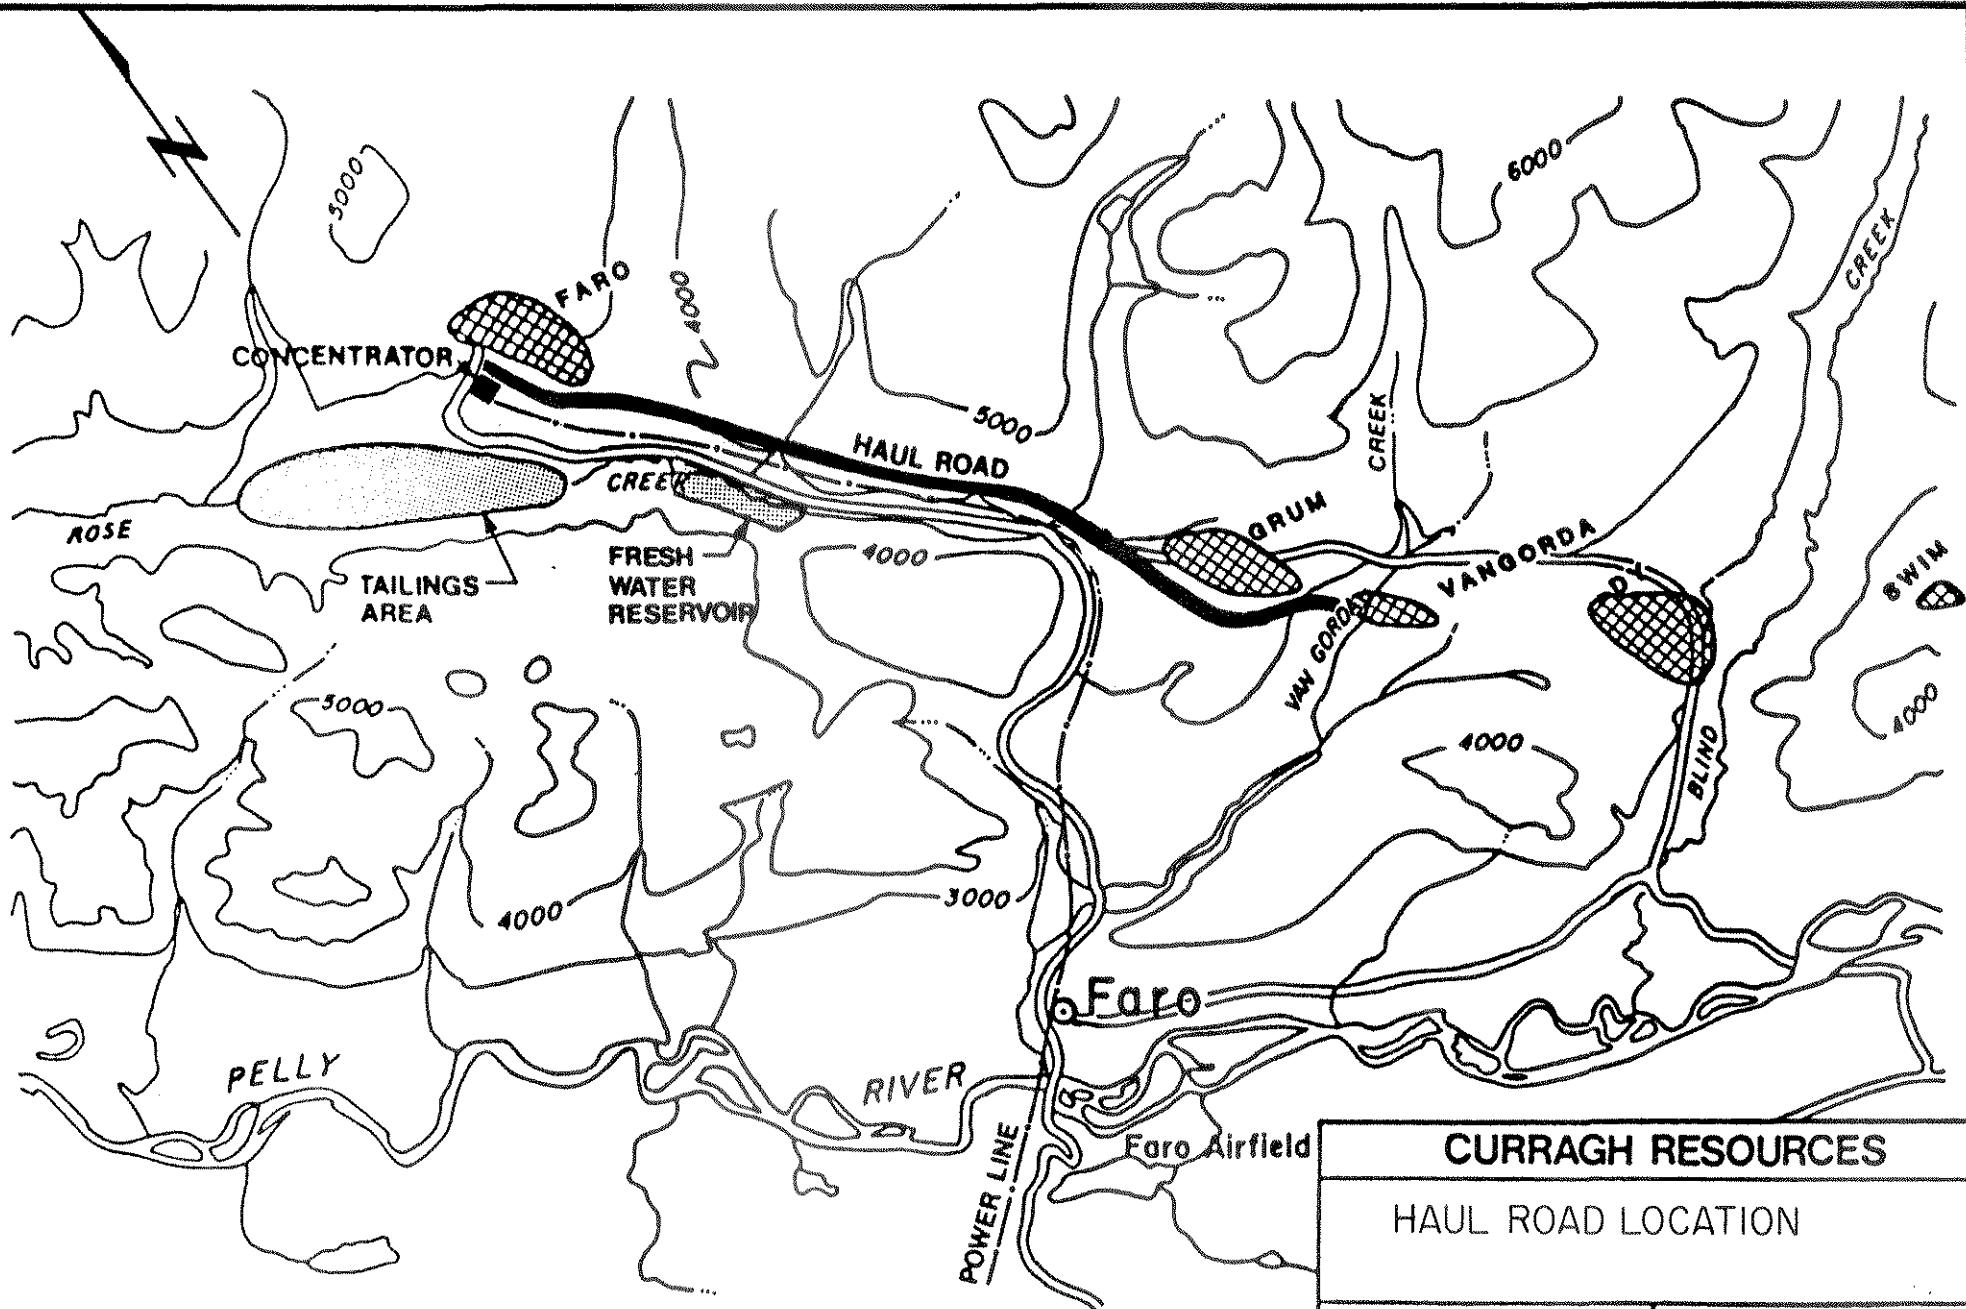 N
6000
5000
CREEK
FARO
4000
CONCENTRATOR
5000
HAUL ROAD
CREEK
CREEK
ROSE
GRUM
VANGORDA
FRESH
WATER
RESERVOIR
4000
TAILINGS
AREA
DY
SWIM
VAN GORDA
5000
4000
4000
BLIND
4000
3000
Faro
PELLY
RIVER
POWER LINE
Faro Airfield
CURRAGH RESOURCES
HAUL ROAD LOCATION